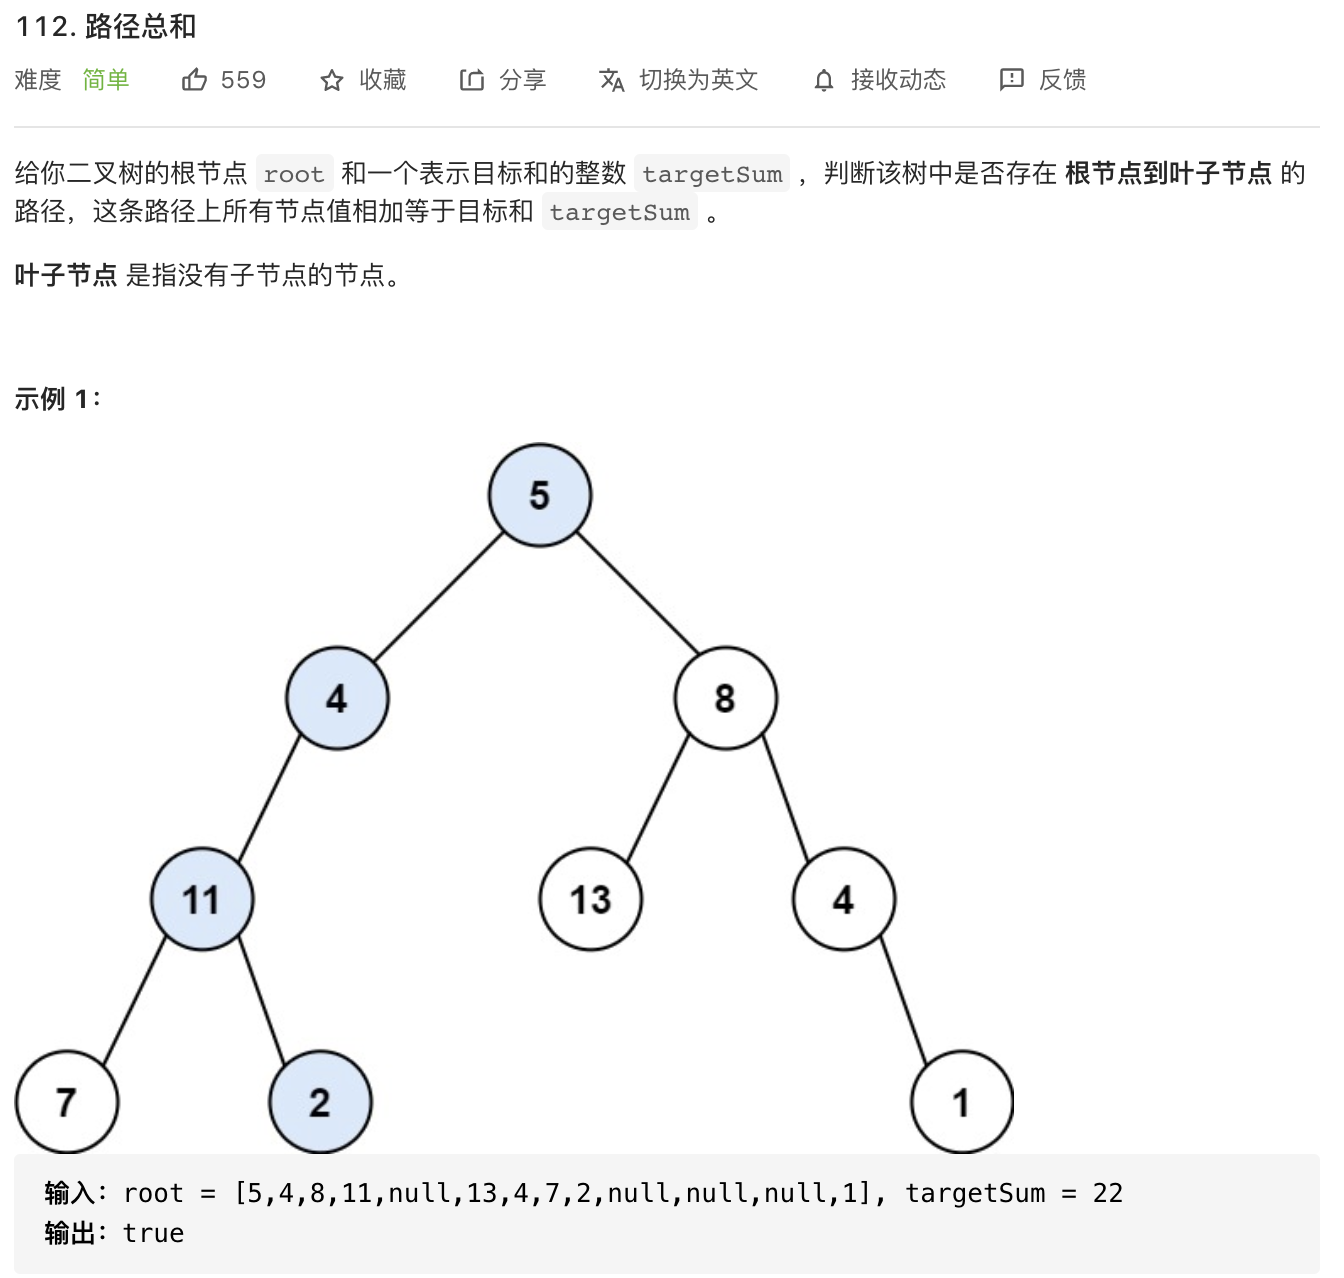 112. 路径总和
难度 简单 559 收藏 分享 切换为英文 接收动态 反馈
给你二叉树的根节点 root 和一个表示目标和的整数 targetSum ，判断该树中是否存在 根节点到叶子节点 的
路径，这条路径上所有节点值相加等于目标和 targetSum 。
叶子节点 是指没有子节点的节点。
示例 1：
5
4 8
11 13 4
7 2 1
输入：root = [5,4,8,11,null,13,4,7,2,null,null,null,1], targetSum = 22
输出：true